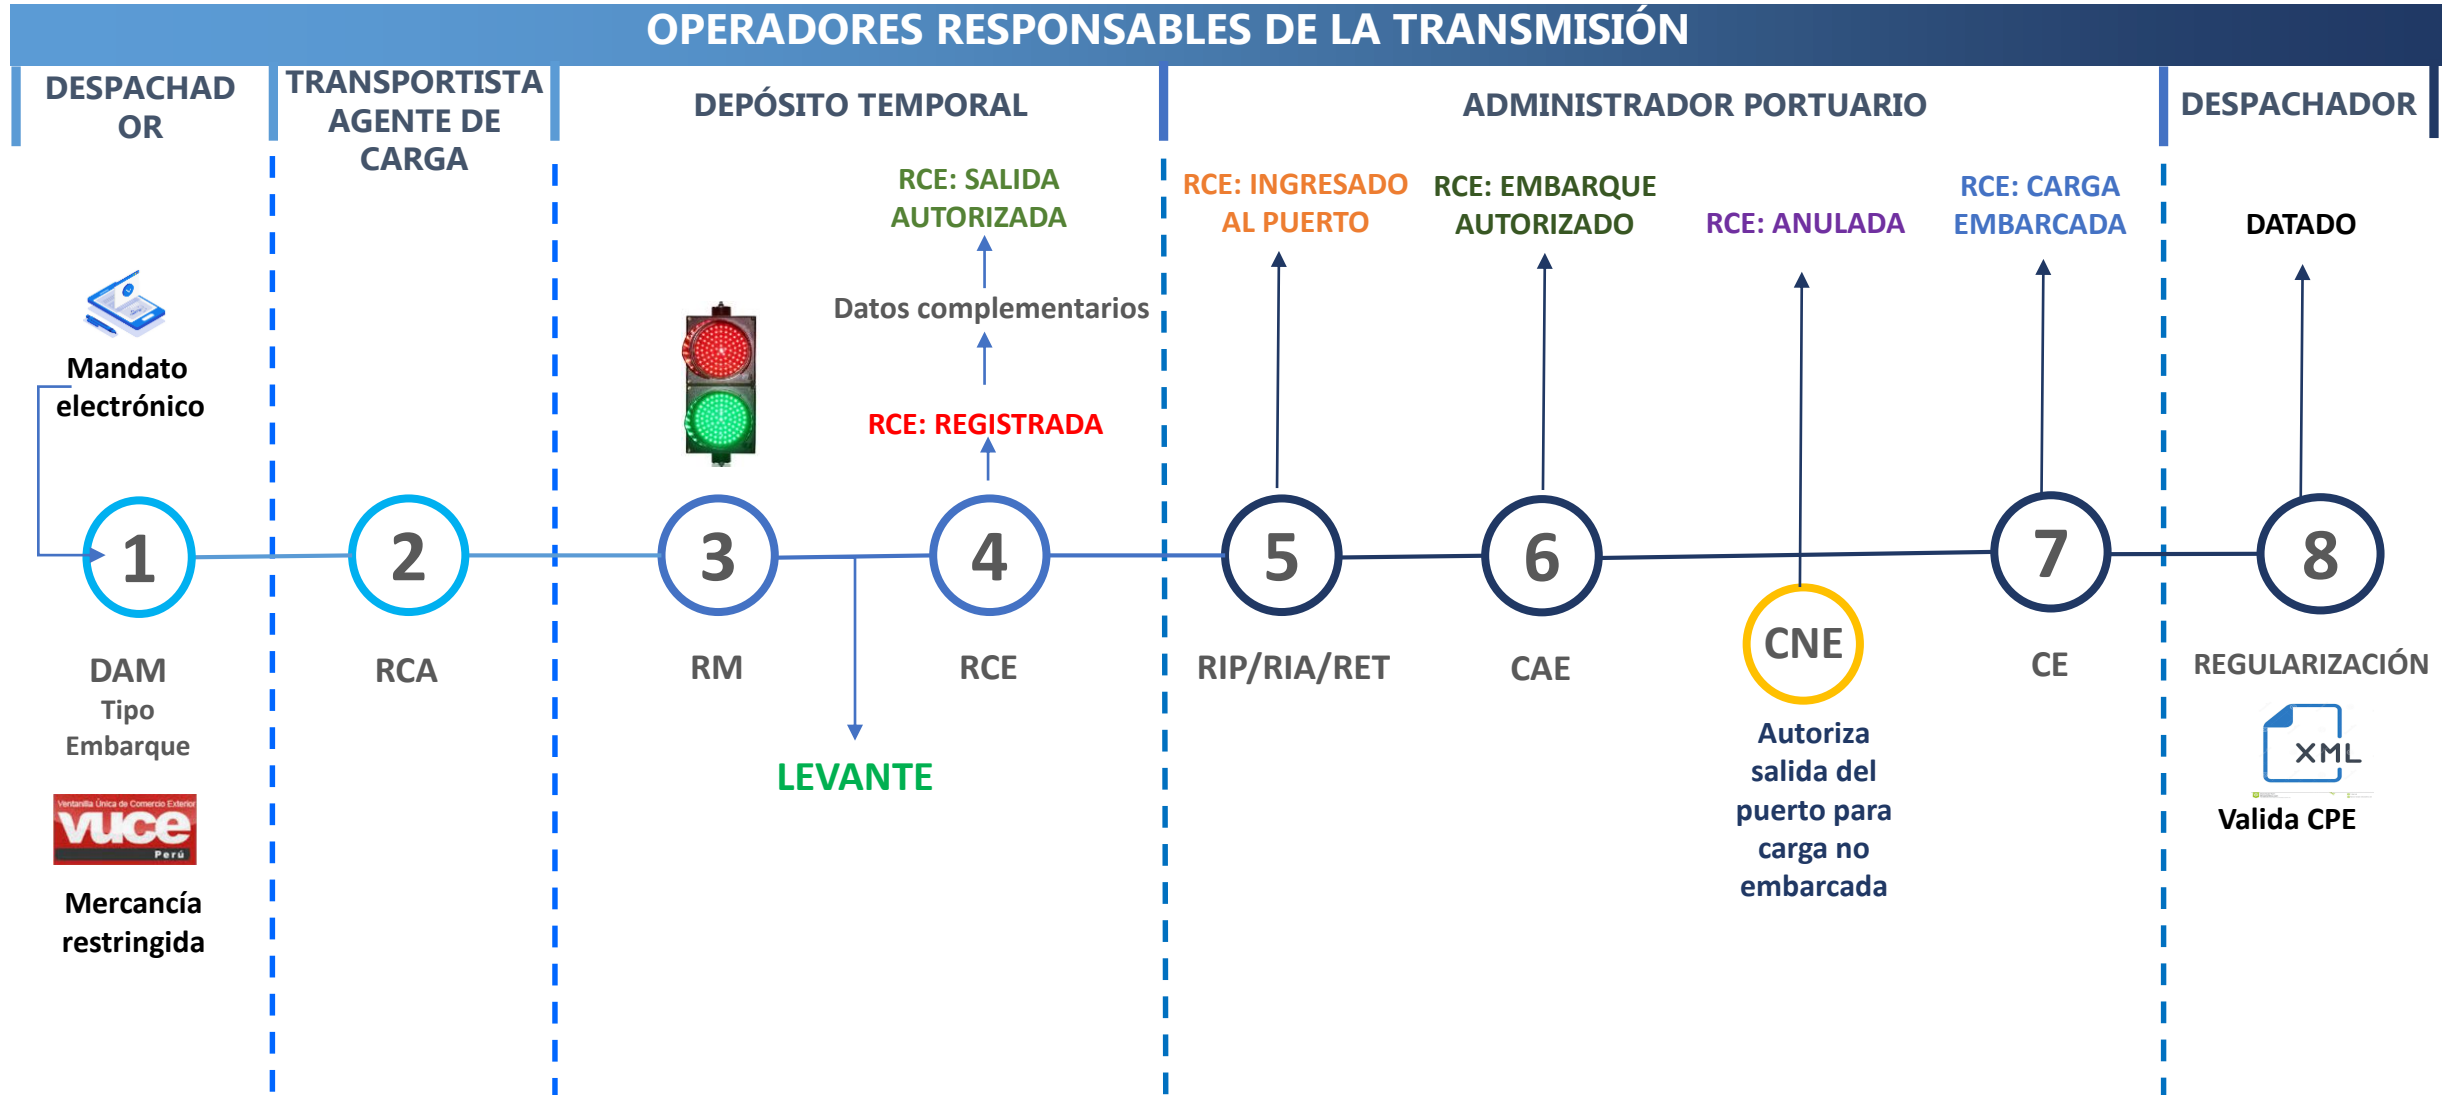 OPERADORES RESPONSABLES DE LA TRANSMISIÓN
DESPACHAD
OR
TRANSPORTISTA
AGENTE DE
CARGA
DEPÓSITO TEMPORAL
ADMINISTRADOR PORTUARIO
DESPACHADOR
RCE: SALIDA
AUTORIZADA
RCE: INGRESADO
AL PUERTO
RCE: EMBARQUE
AUTORIZADO
RCE: ANULADA
RCE: CARGA
EMBARCADA
DATADO
Datos complementarios
Mandato
electrónico
RCE: REGISTRADA
1
2
3
4
5
6
7
8
DAM
Tipo
Embarque
RCA
RM
RCE
RIP/RIA/RET
CAE
CNE
CE
REGULARIZACIÓN
LEVANTE
Autoriza
salida del
puerto para
carga no
embarcada
XML
Valida CPE
Ventanilla Única de Comercio Exterior
vuce
Perú
Mercancía
restringida